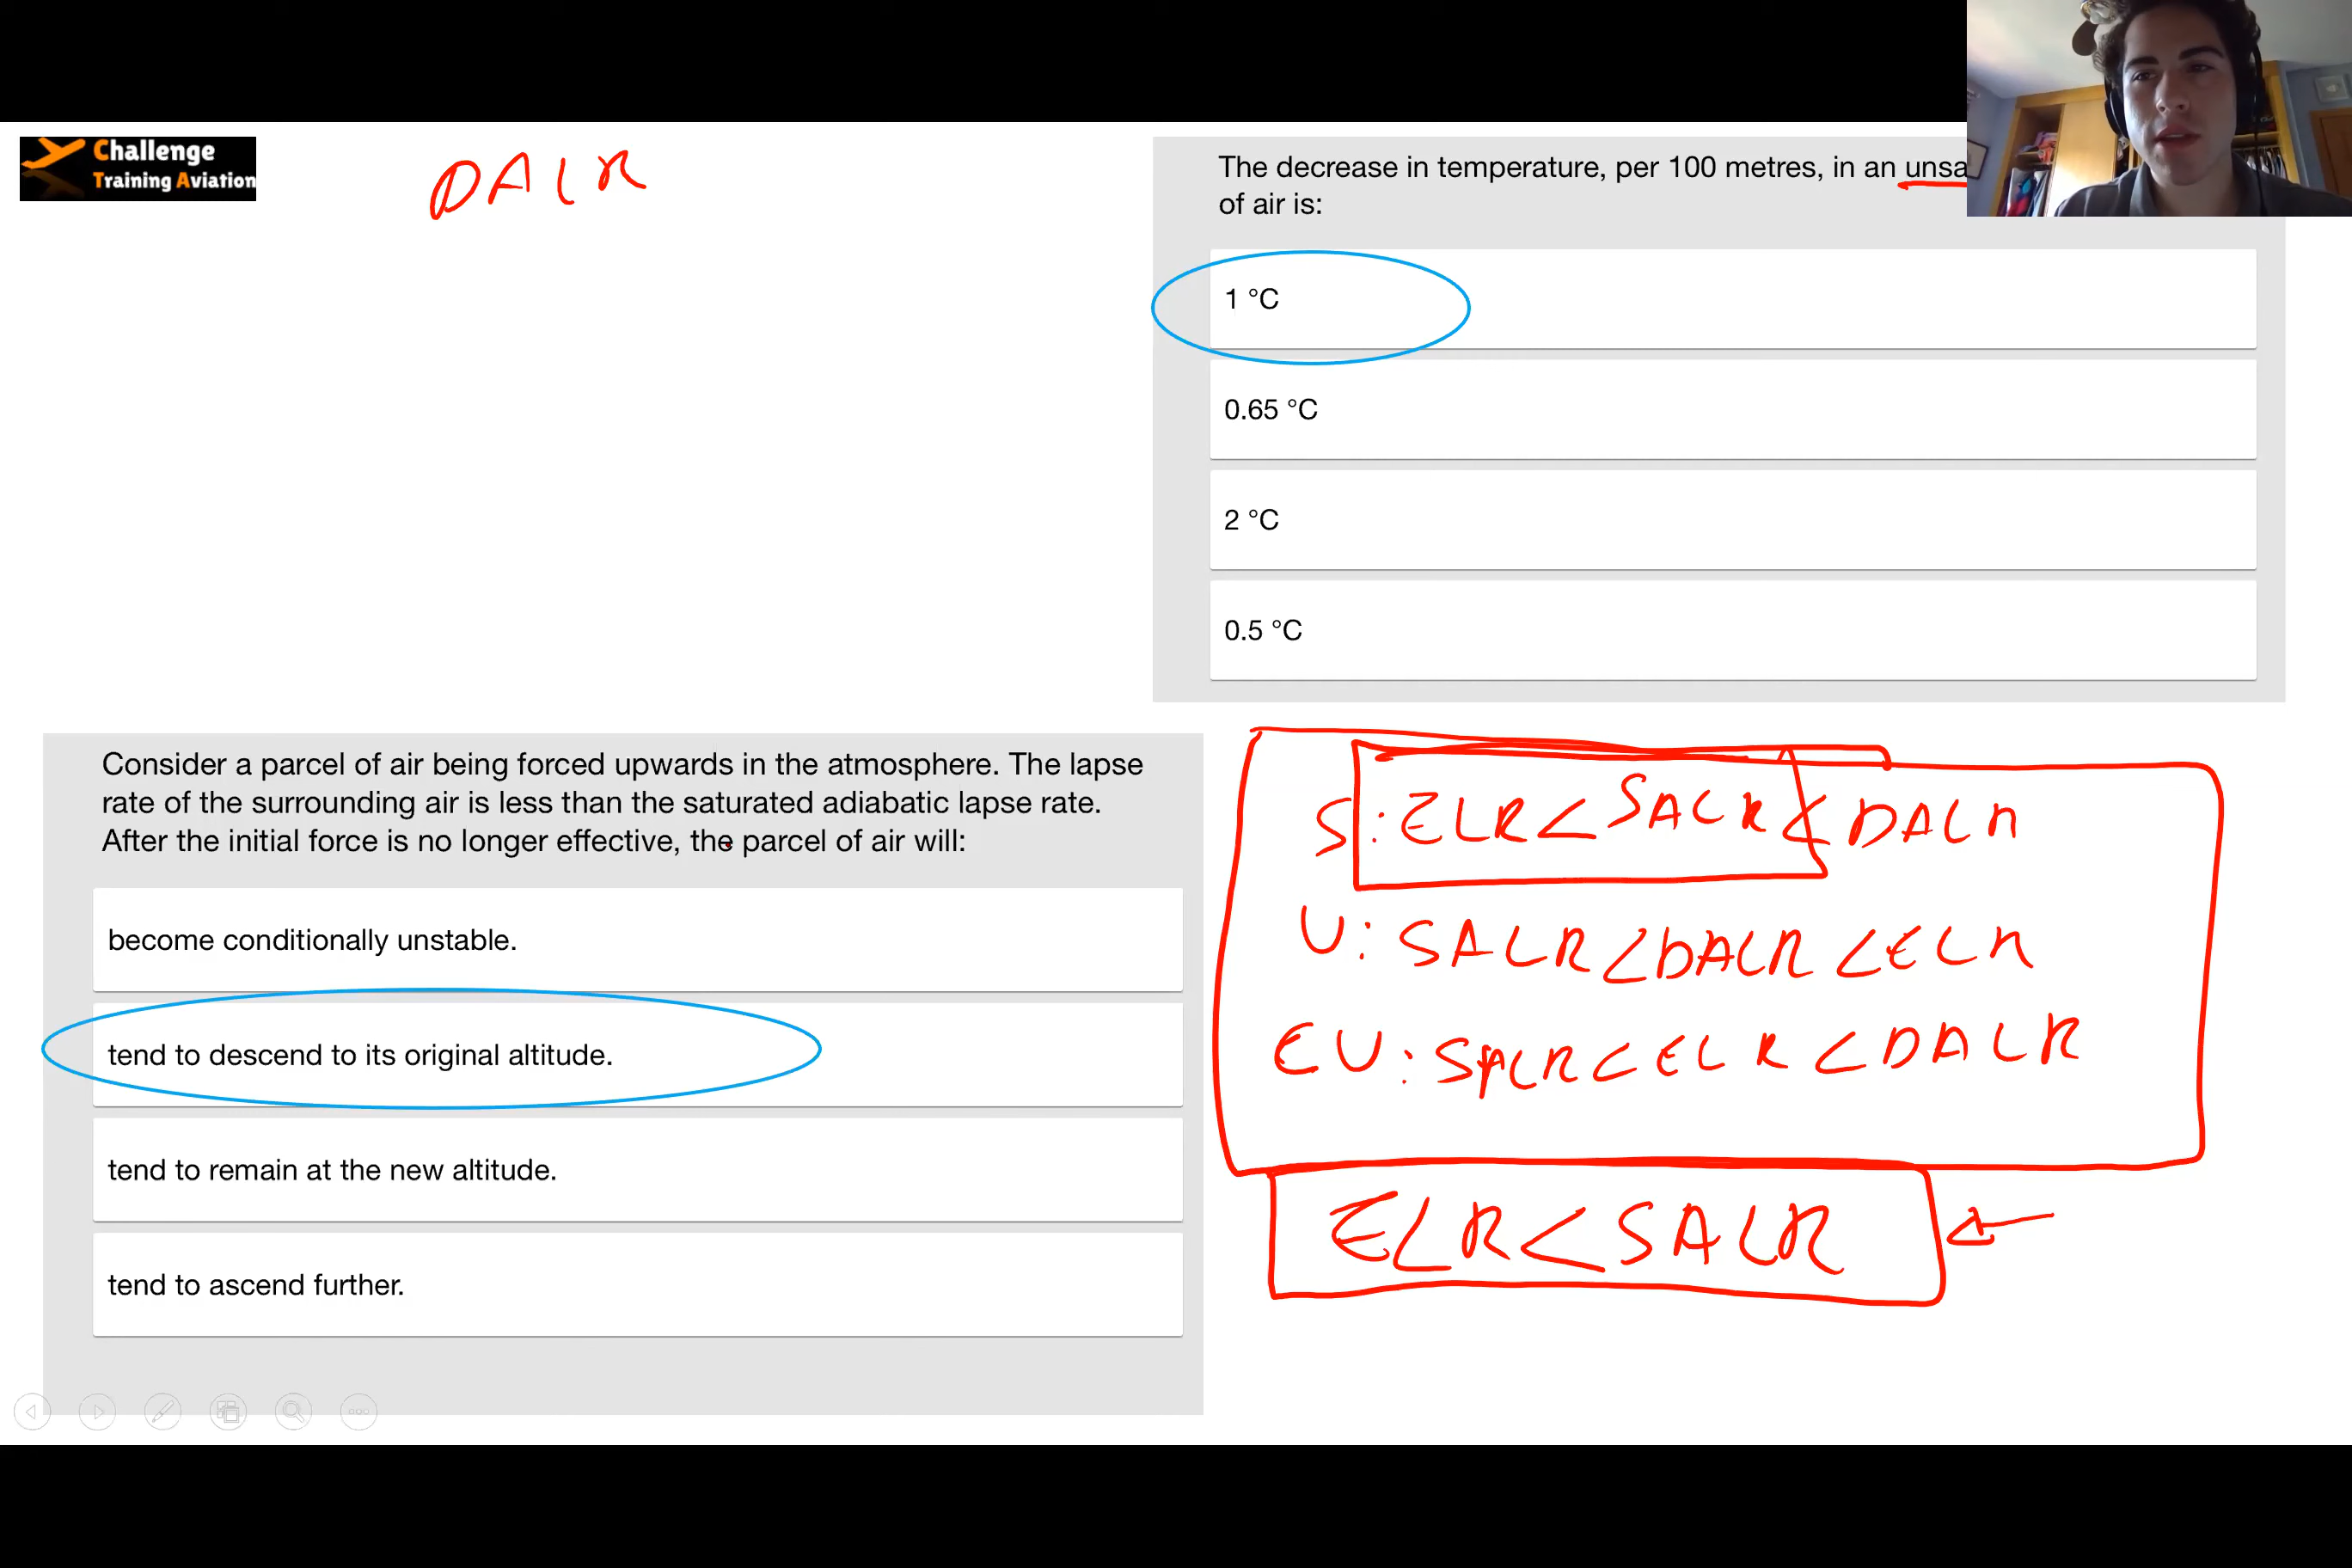 Challenge
Training Aviation
DALR
The decrease in temperature, per 100 metres, in an unsa
of air is:
1 °C
0.65 °C
2 °C
0.5 °C
Consider a parcel of air being forced upwards in the atmosphere. The lapse
rate of the surrounding air is less than the saturated adiabatic lapse rate.
After the initial force is no longer effective, the parcel of air will:
become conditionally unstable.
tend to descend to its original altitude.
tend to remain at the new altitude.
tend to ascend further.
S: ELR < SALR < DALR
U: SALR < DALR < ELR
CU: SALR < ELR < DALR
ELR < SALR